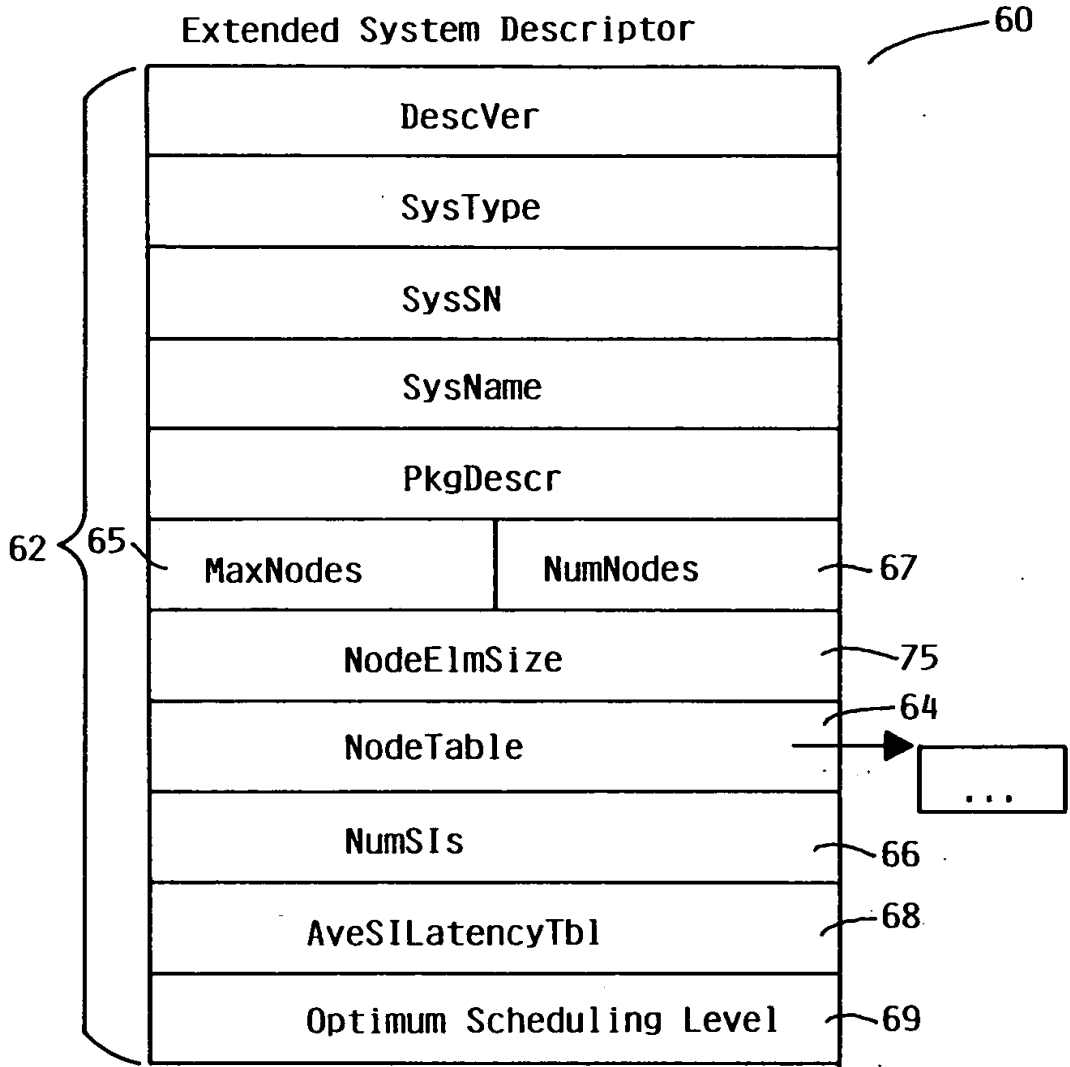 Extended System Descriptor
60
DescVer
SysType
SysSN
SysName
PkgDescr
62
65
MaxNodes
NumNodes
67
NodeElmSize
75
64
NodeTable
...
NumSIs
66
AveSILatencyTbl
68
Optimum Scheduling Level
69